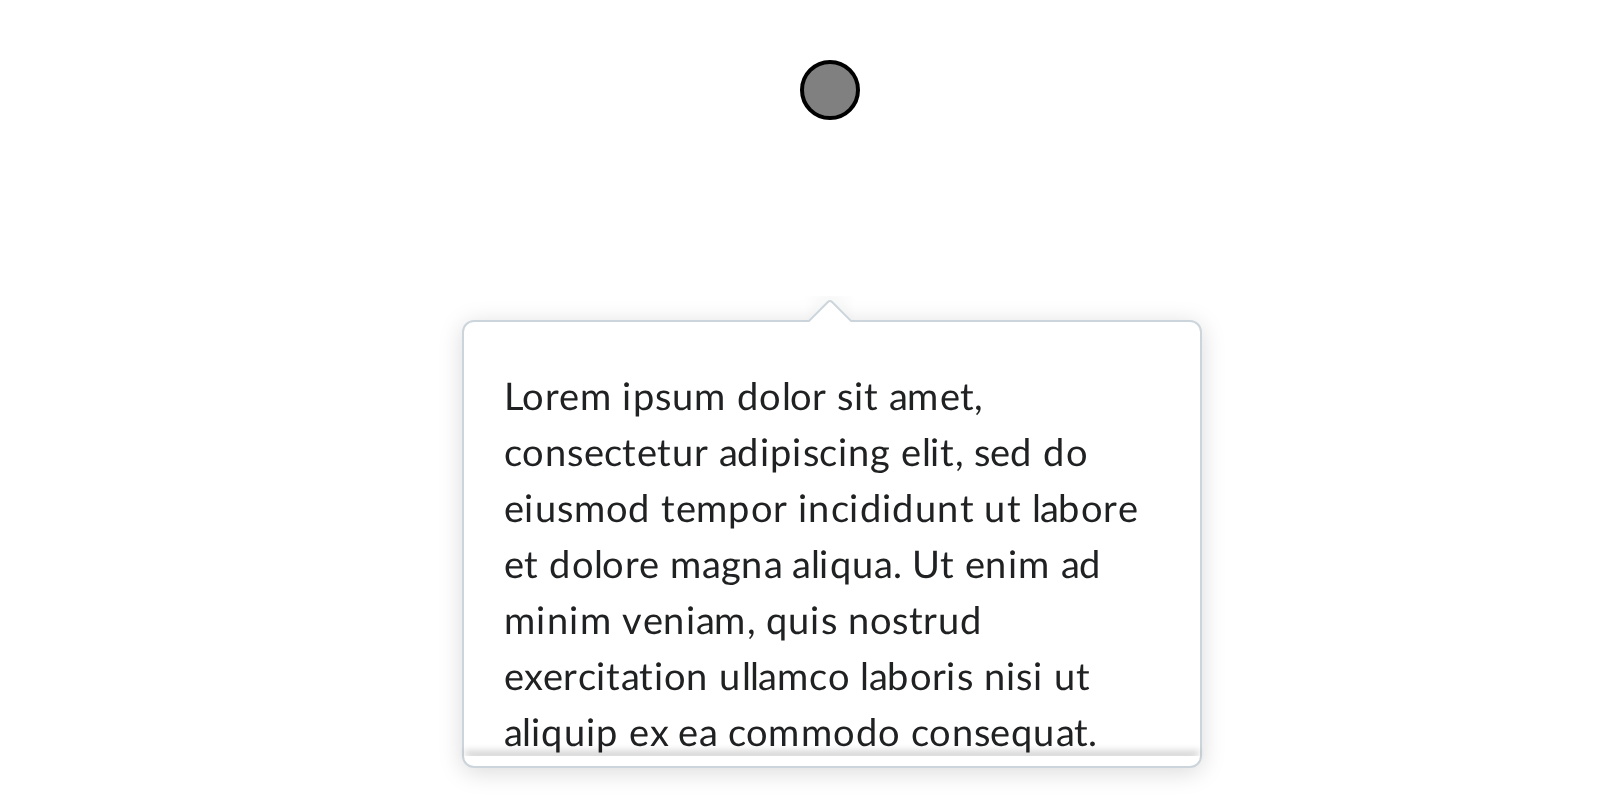 Lorem ipsum dolor sit amet,
consectetur adipiscing elit, sed do
eiusmod tempor incididunt ut labore
et dolore magna aliqua. Ut enim ad
minim veniam, quis nostrud
exercitation ullamco laboris nisi ut
aliquip ex ea commodo consequat.